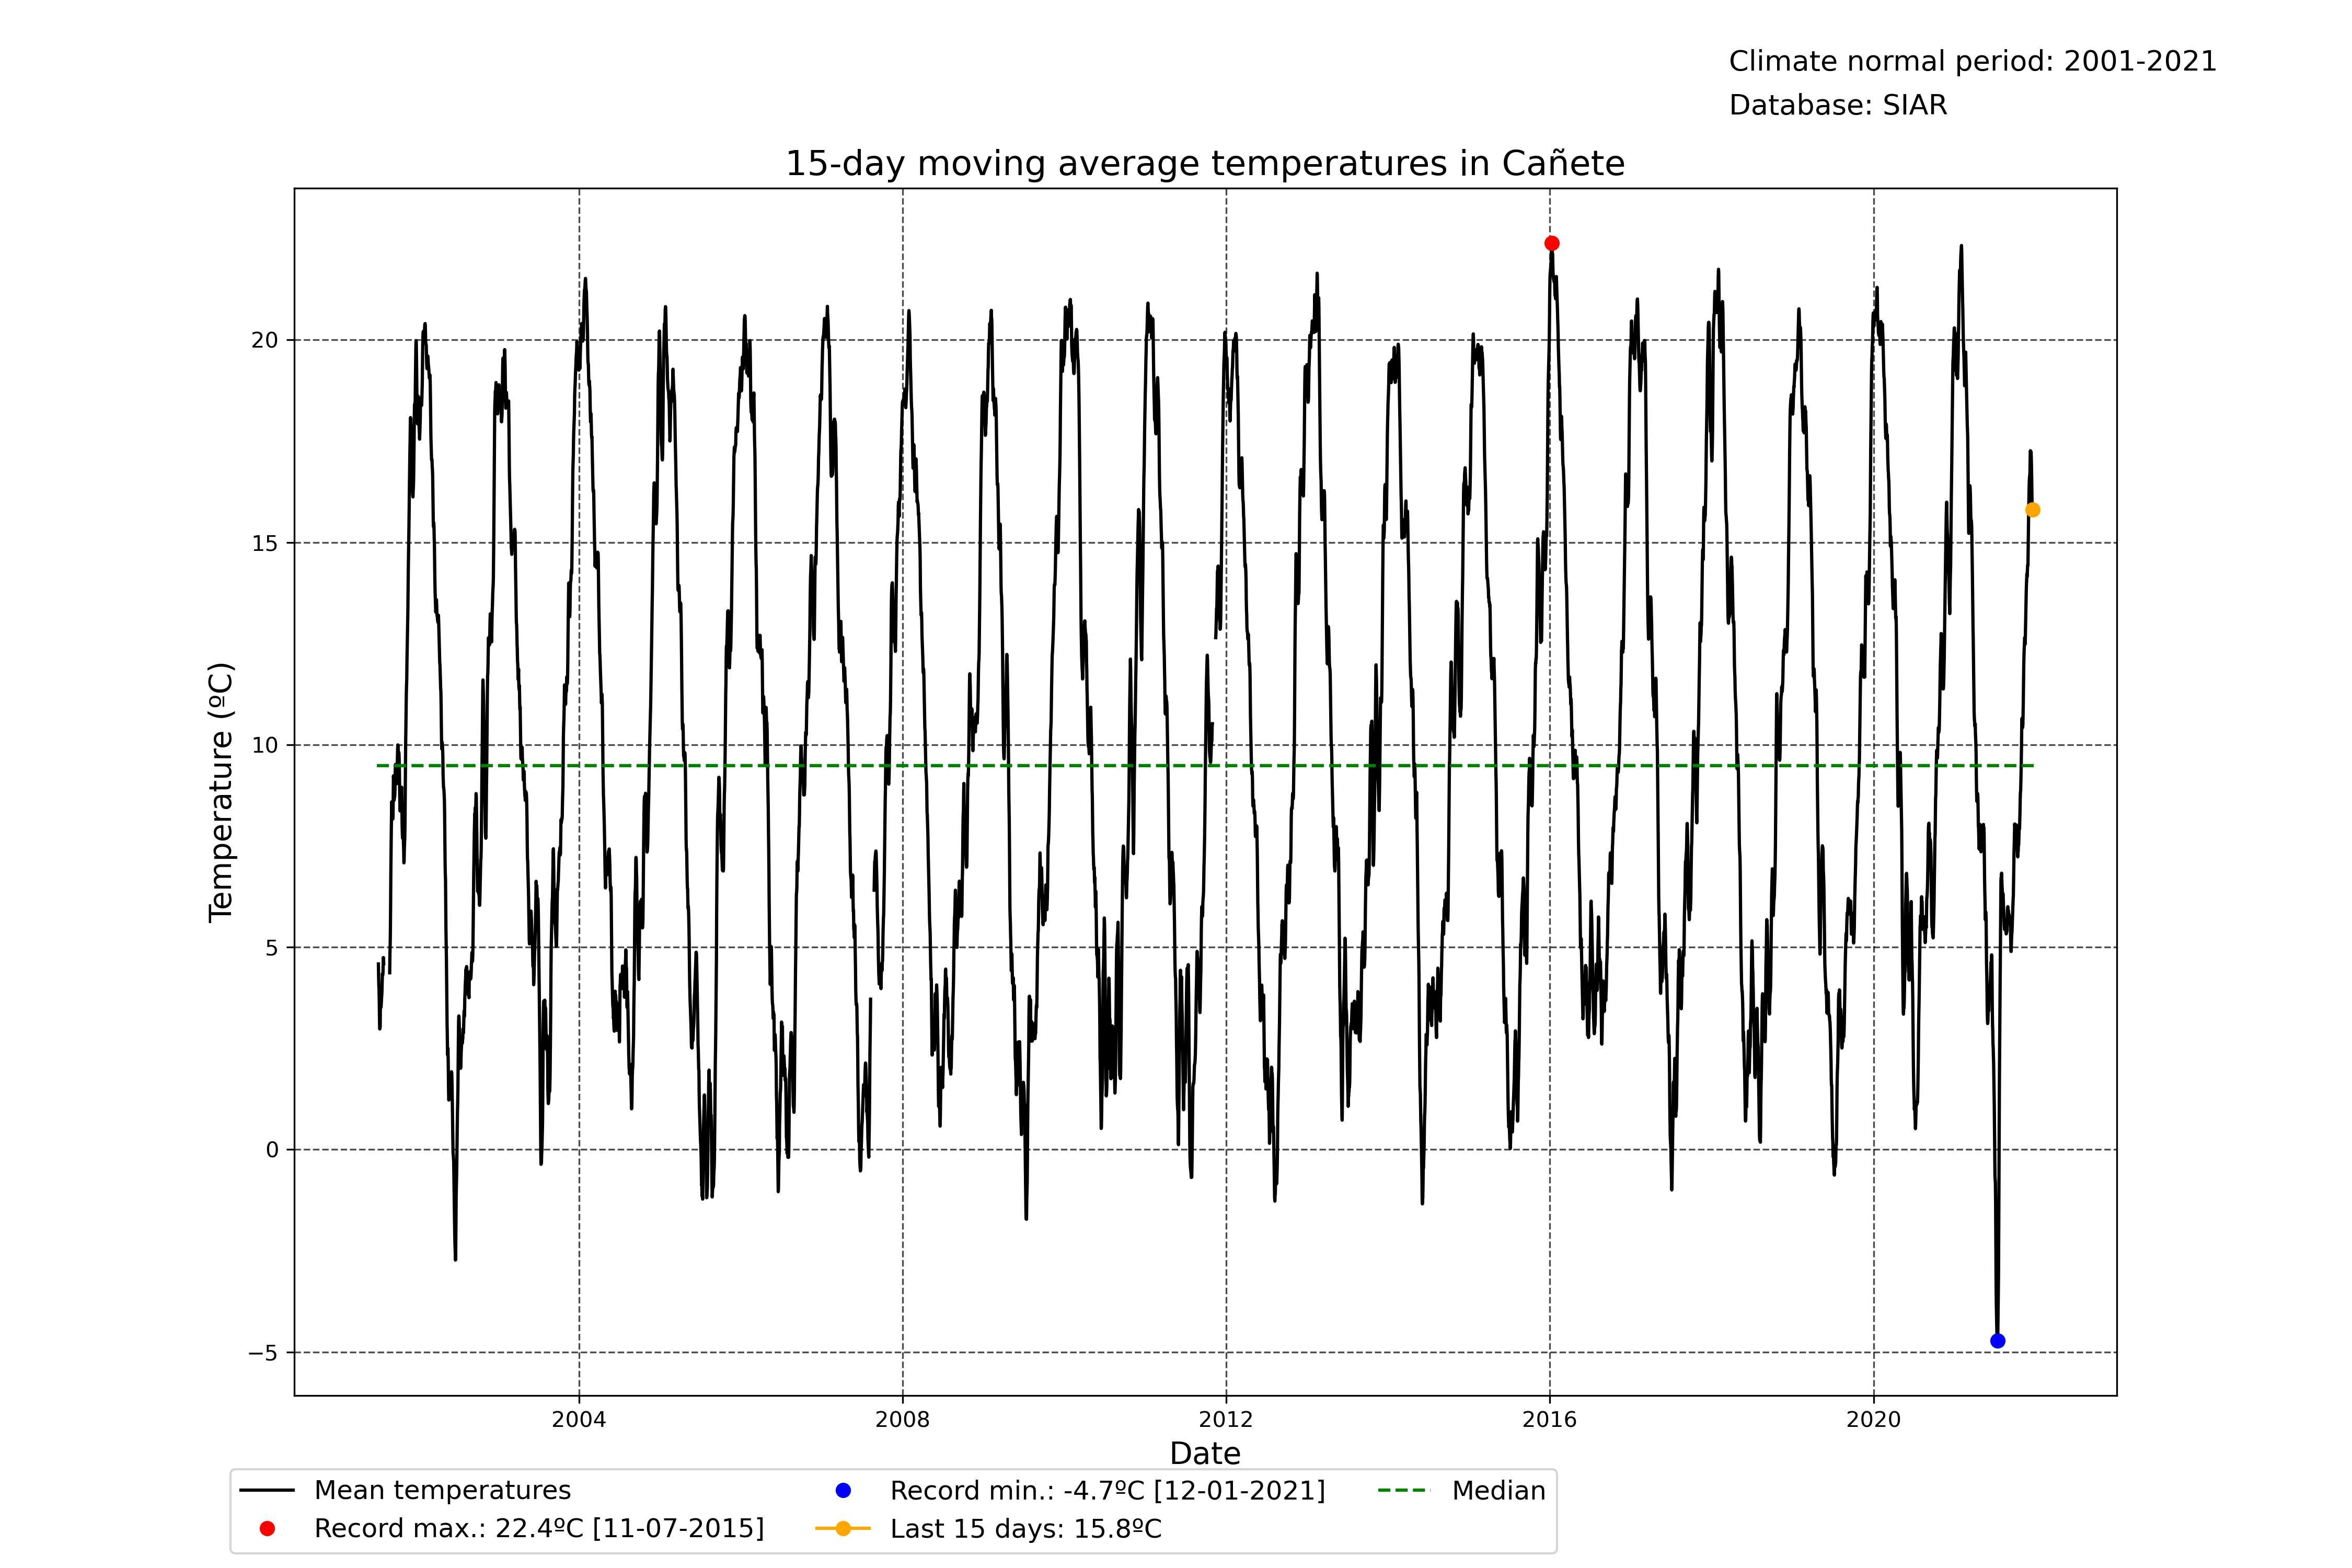 Climate normal period: 2001-2021
Database: SIAR
15-day moving average temperatures in Cañete
Temperature (ºC)
20
15
10
5
0
−5
2004
2008
2012
2016
2020
Date
Mean temperatures
Record max.: 22.4ºC [11-07-2015]
Record min.: -4.7ºC [12-01-2021]
Last 15 days: 15.8ºC
Median